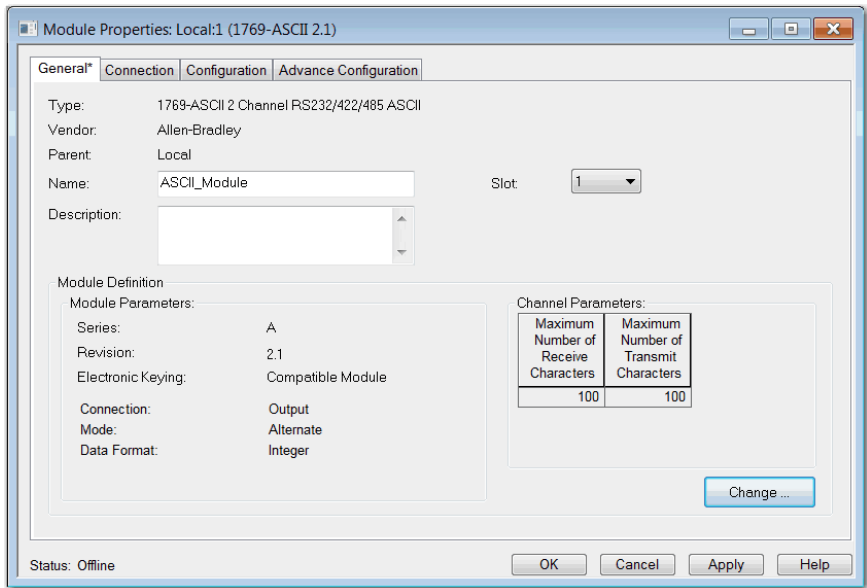 Module Properties: Local:1 (1769-ASCII 2.1)
General* Connection Configuration Advance Configuration
Type: 1769-ASCII 2 Channel RS232/422/485 ASCII
Vendor: Allen-Bradley
Parent: Local
Name: ASCII_Module Slot: 1
Description:
Module Definition
Module Parameters: Channel Parameters:
Series: A
Revision: 2.1
Electronic Keying: Compatible Module
Connection: Output
Mode: Alternate
Data Format: Integer
Maximum Maximum
Number of Number of
Receive Transmit
Characters Characters
100 100
Change ...
Status: Offline OK Cancel Apply Help